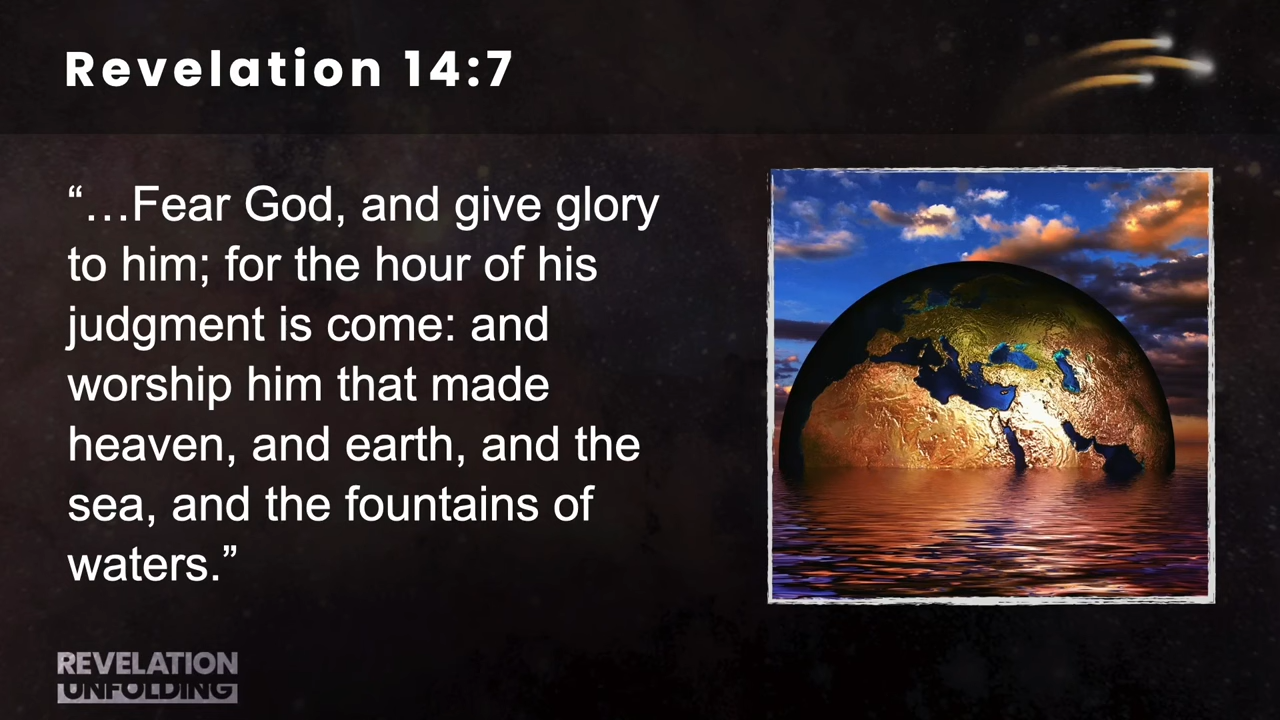 Revelation 14:7
“…Fear God, and give glory
to him; for the hour of his
judgment is come: and
worship him that made
heaven, and earth, and the
sea, and the fountains of
waters.”
REVELATION
UNFOLDING